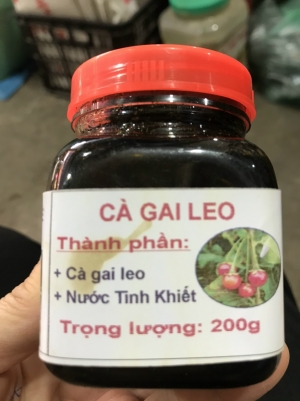 CÀ GAI LEO
Thành phần:
+ Cà gai leo
+ Nước Tinh Khiết
Trọng lượng: 200g